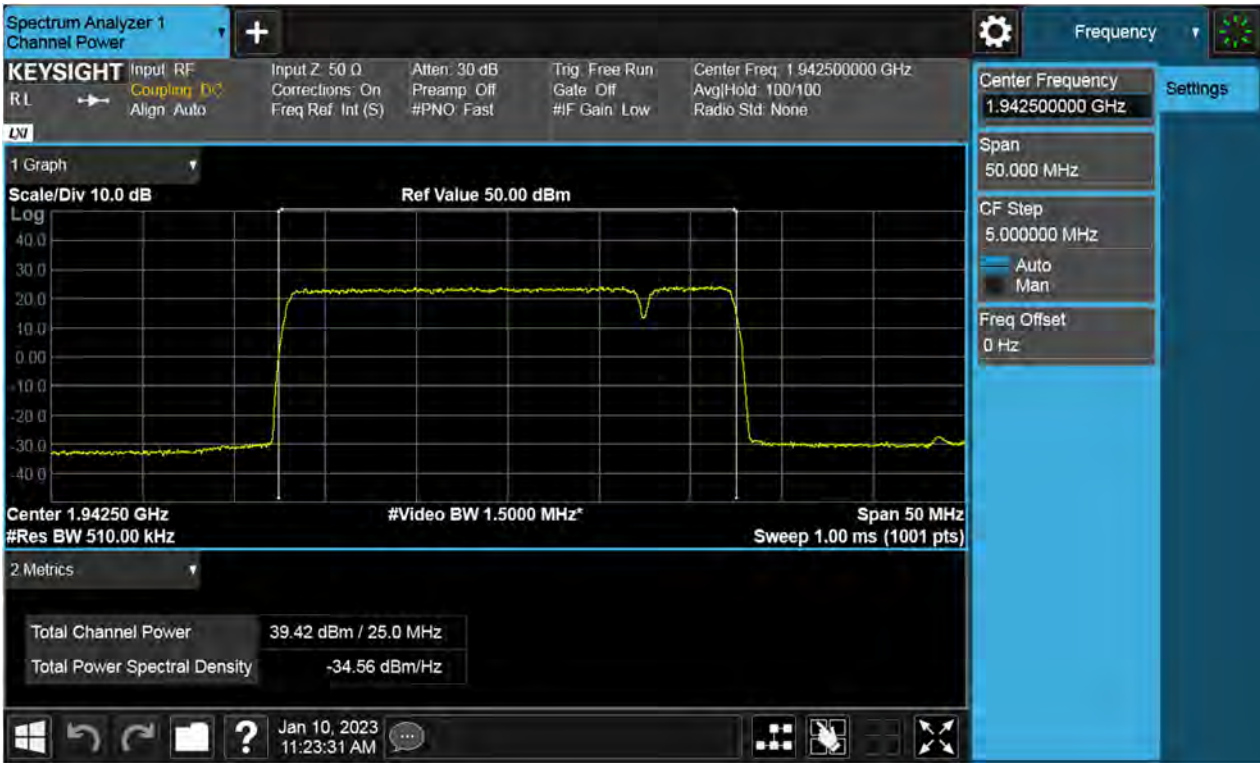 Spectrum Analyzer 1
Channel Power
+
Frequency
KEYSIGHT
R L
LXI
Input: RF
Coupling: DC
Align: Auto
Input Z: 50 Ω
Corrections: On
Freq Ref: Int (S)
Atten: 30 dB
Preamp: Off
#PNO: Fast
Trig: Free Run
Gate: Off
#IF Gain: Low
Center Freq: 1.942500000 GHz
Avg|Hold: 100/100
Radio Std: None
Center Frequency
1.942500000 GHz
Settings
Span
50.000 MHz
CF Step
5.000000 MHz
Auto
Man
Freq Offset
0 Hz
1 Graph
Scale/Div 10.0 dB
Ref Value 50.00 dBm
Log
40.0
30.0
20.0
10.0
0.00
-10.0
-20.0
-30.0
-40.0
Center 1.94250 GHz
#Video BW 1.5000 MHz*
Span 50 MHz
#Res BW 510.00 kHz
Sweep 1.00 ms (1001 pts)
2 Metrics
Total Channel Power
39.42 dBm / 25.0 MHz
Total Power Spectral Density
-34.56 dBm/Hz
?
Jan 10, 2023
11:23:31 AM